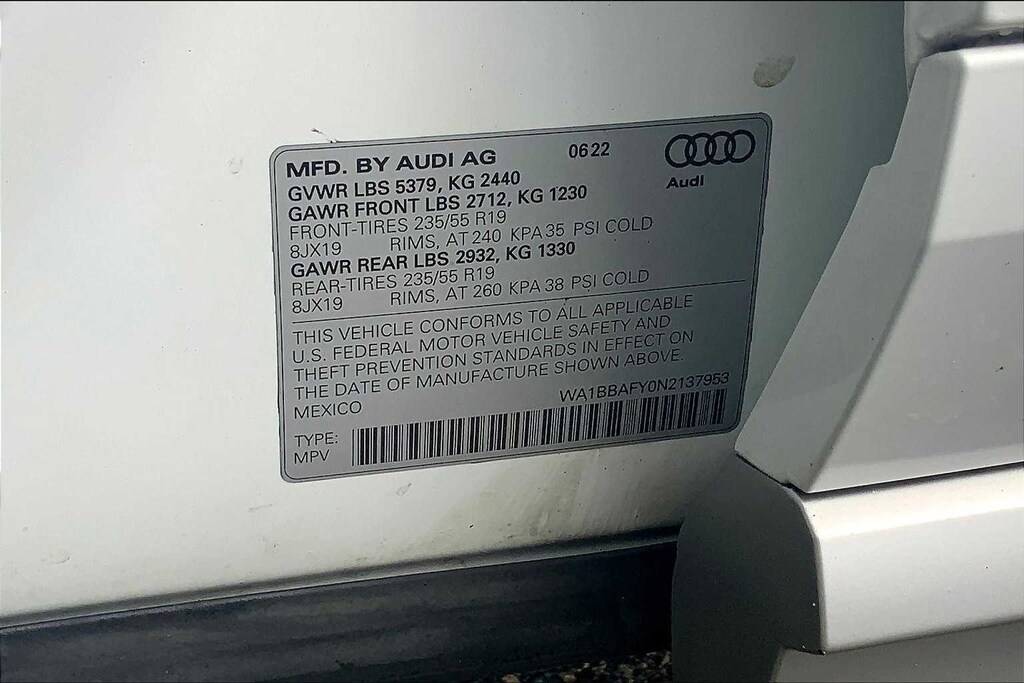 MFD. BY AUDI AG 0622
Audi
GVWR LBS 5379, KG 2440
GAWR FRONT LBS 2712, KG 1230
FRONT-TIRES 235/55 R19
8JX19 RIMS, AT 240 KPA 35 PSI COLD
GAWR REAR LBS 2932, KG 1330
REAR-TIRES 235/55 R19
8JX19 RIMS, AT 260 KPA 38 PSI COLD
THIS VEHICLE CONFORMS TO ALL APPLICABLE
U.S. FEDERAL MOTOR VEHICLE SAFETY AND
THEFT PREVENTION STANDARDS IN EFFECT ON
THE DATE OF MANUFACTURE SHOWN ABOVE.
MEXICO WA1BBAFY0N2137953
TYPE:
MPV